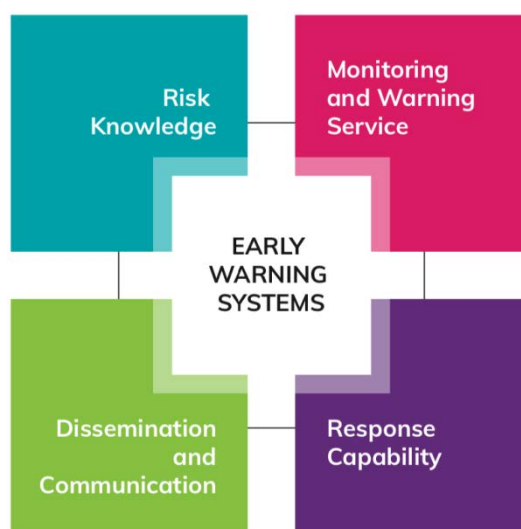 Risk
Knowledge
Monitoring
and Warning
Service
EARLY
WARNING
SYSTEMS
Dissemination
and
Communication
Response
Capability